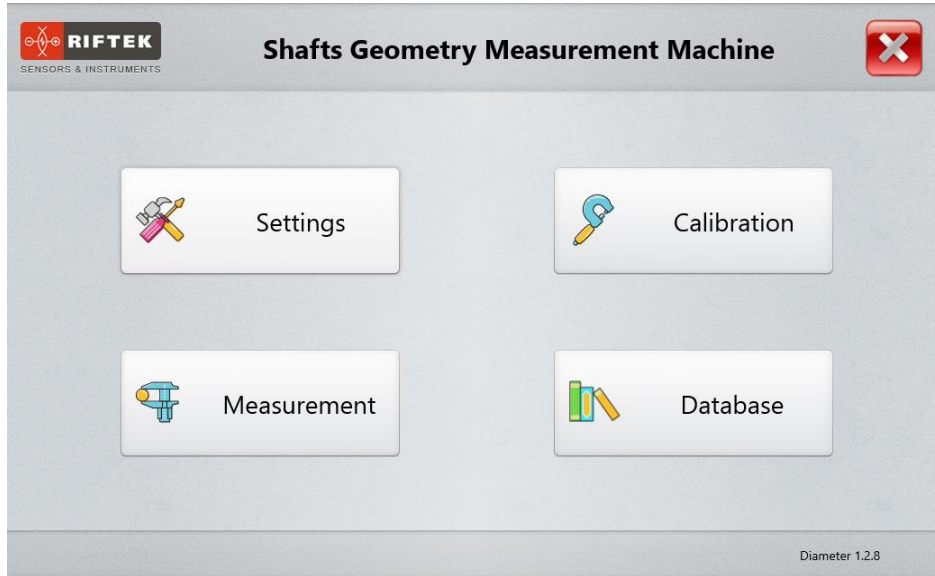 RIFTEK
SENSORS & INSTRUMENTS
Shafts Geometry Measurement Machine
Settings
Calibration
Measurement
Database
Diameter 1.2.8